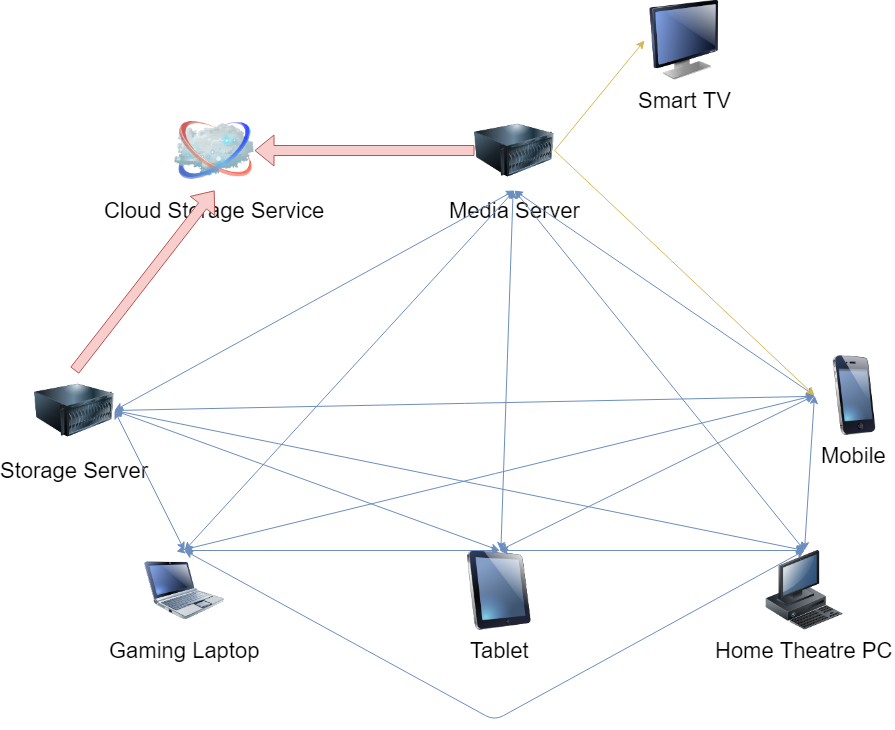 Smart TV
Cloud Storage Service
Media Server
Mobile
Storage Server
Gaming Laptop
Tablet
Home Theatre PC